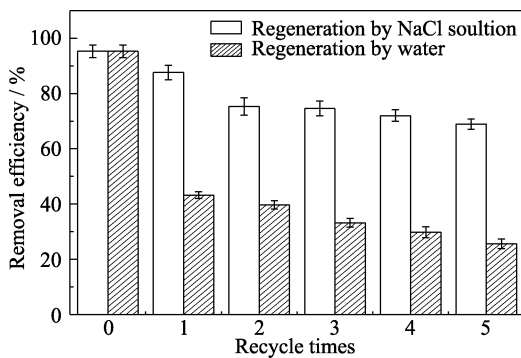 Regeneration by NaCl soultion
Regeneration by water
Removal efficiency / %
100
80
60
40
20
0
0 1 2 3 4 5
Recycle times